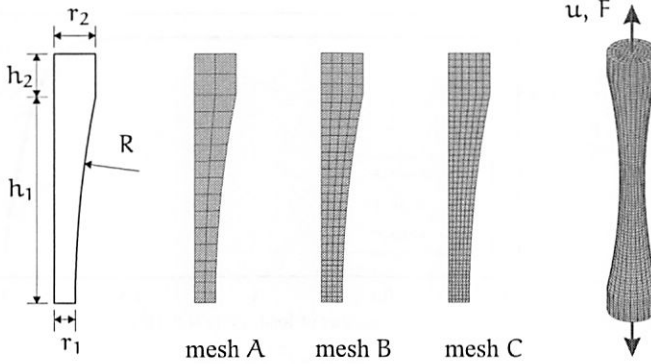 r₂
u, F
h₂
R
h₁
r₁
mesh A
mesh B
mesh C